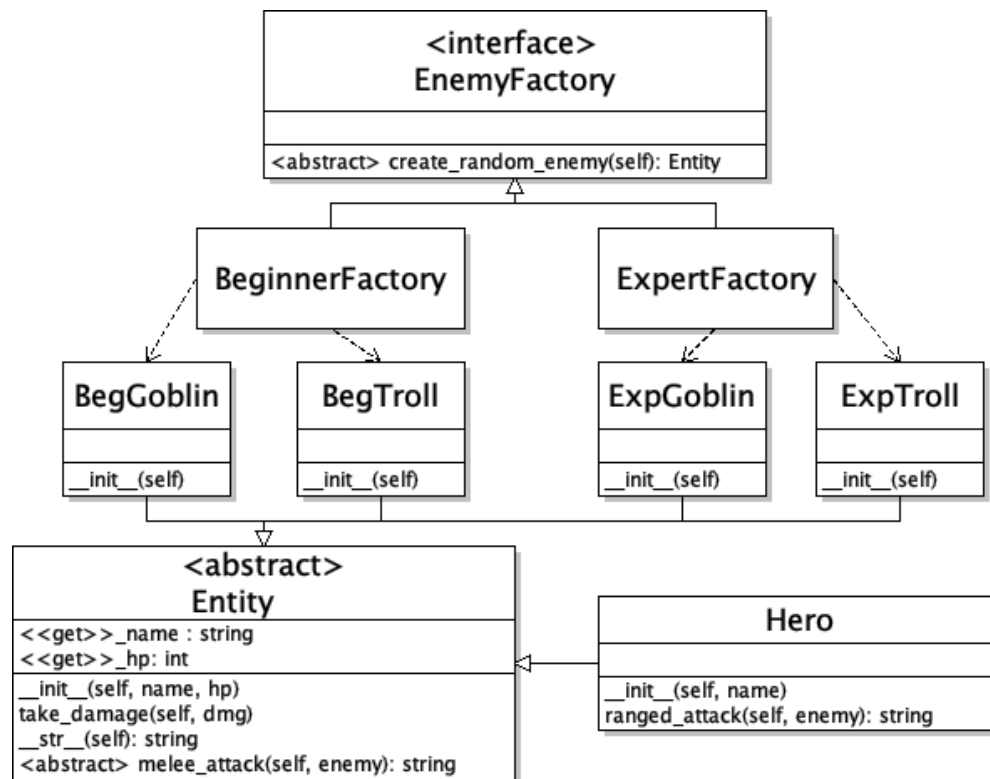 <interface>
EnemyFactory
<abstract> create_random_enemy(self): Entity
BeginnerFactory
ExpertFactory
BegGoblin
__init__(self)
BegTroll
__init__(self)
ExpGoblin
__init__(self)
ExpTroll
__init__(self)
<abstract>
Entity
<<get>>_name : string
<<get>>_hp: int
__init__(self, name, hp)
take_damage(self, dmg)
__str__(self): string
<abstract> melee_attack(self, enemy): string
Hero
__init__(self, name)
ranged_attack(self, enemy): string